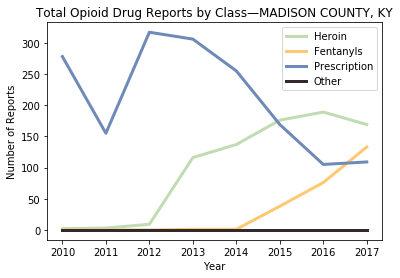 Total Opioid Drug Reports by Class—MADISON COUNTY, KY
Heroin
Fentanyls
Prescription
Other
Number of Reports
300
250
200
150
100
50
0
2010 2011 2012 2013 2014 2015 2016 2017
Year